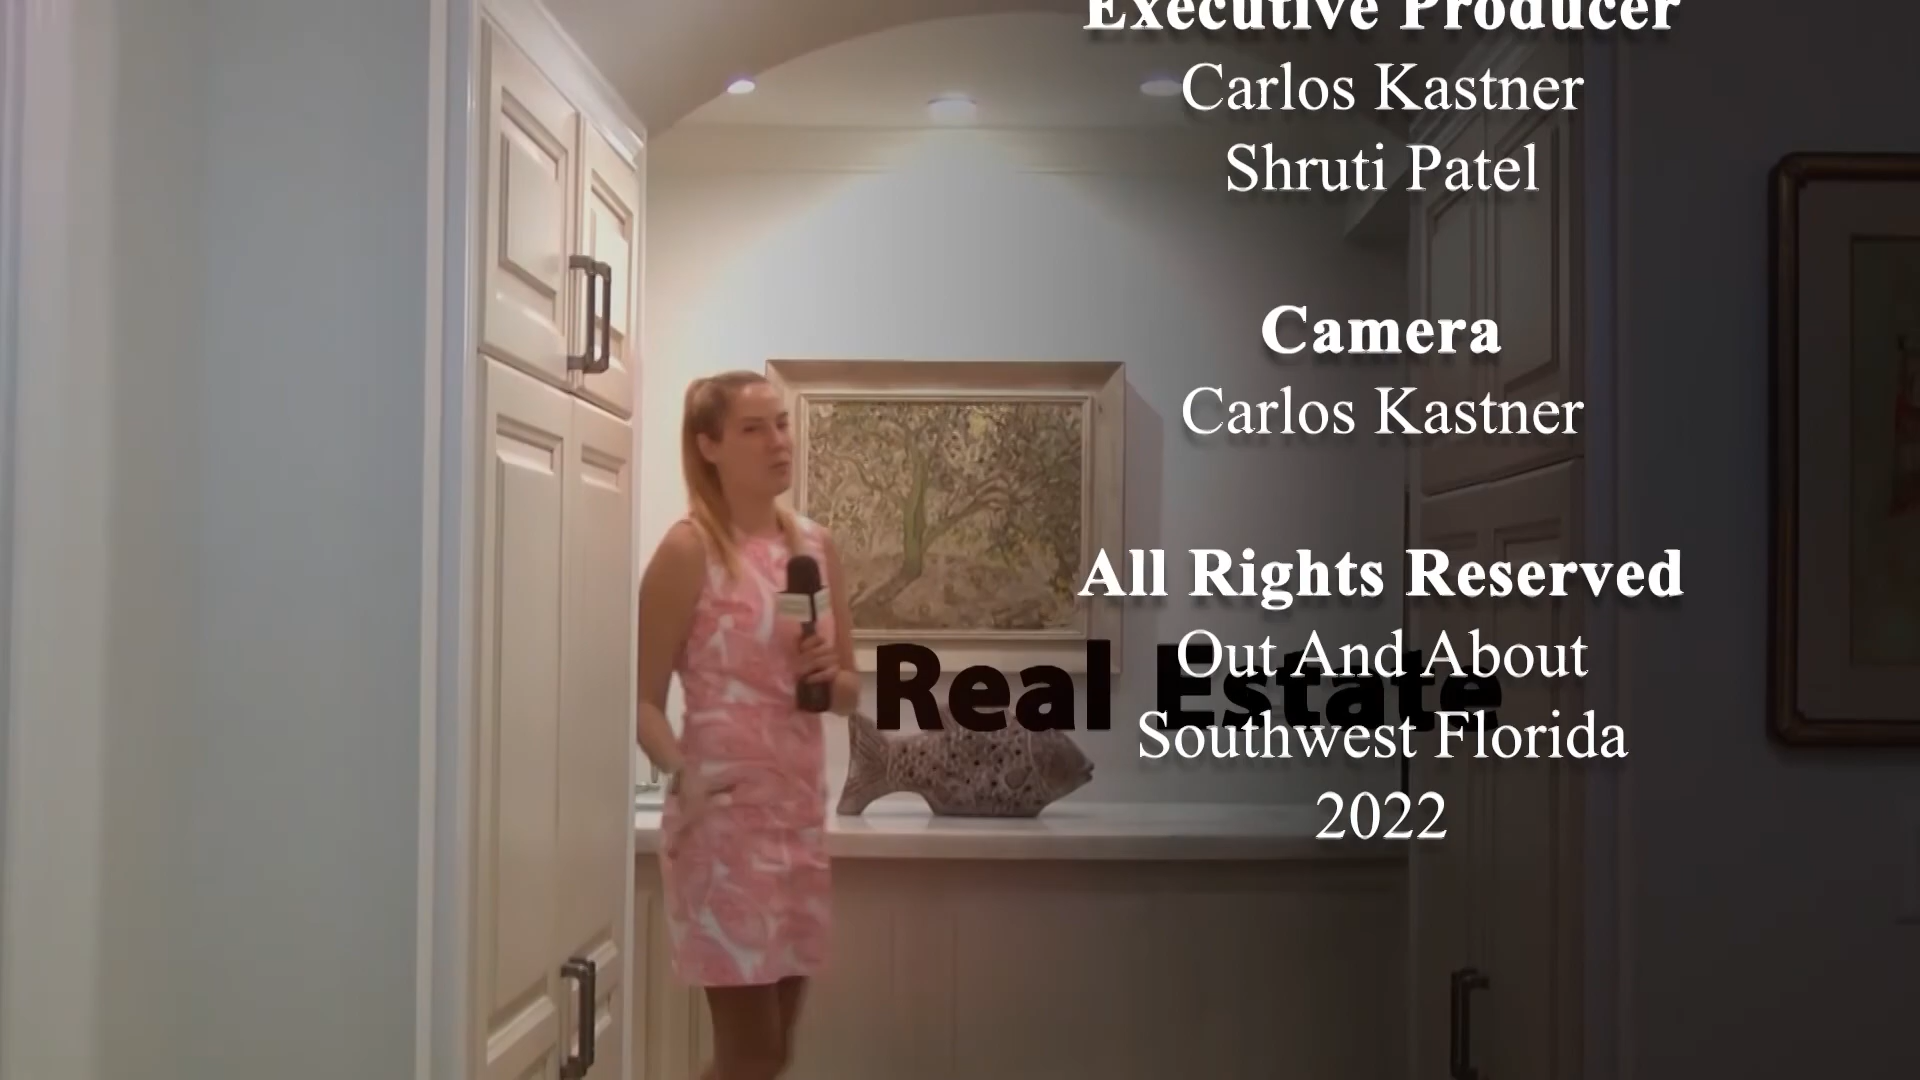 Executive Producer
Carlos Kastner
Shruti Patel
Camera
Carlos Kastner
All Rights Reserved
Out And About
Real Estate
Southwest Florida
2022